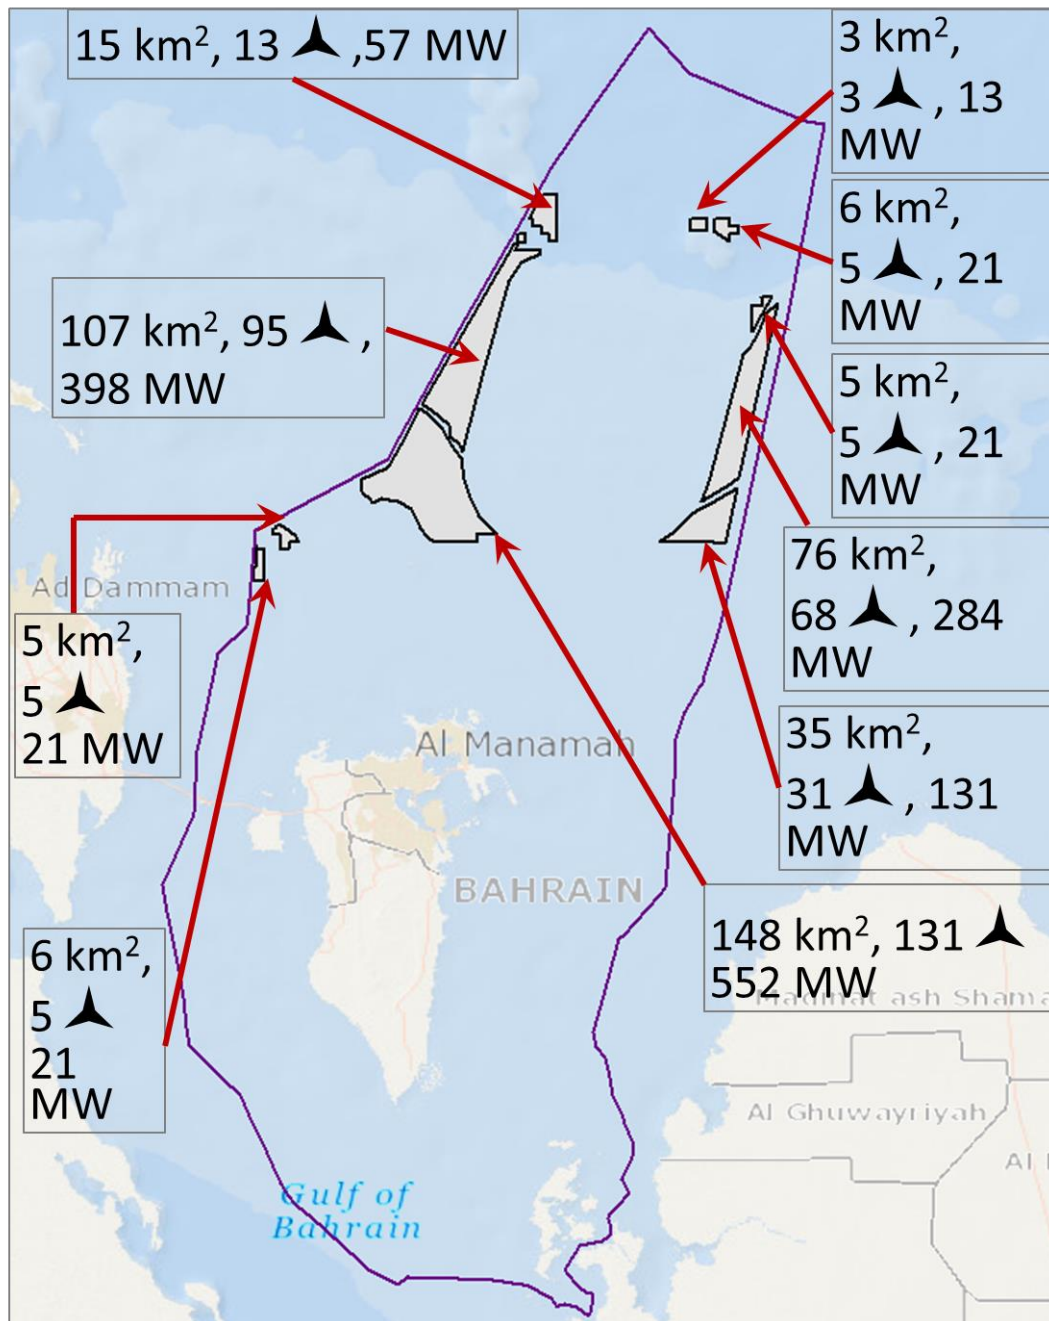 15 km², 13 ,57 MW
3 km²,
3 , 13
MW
6 km²,
5 , 21
MW
107 km², 95 ,
398 MW
5 km²,
5 , 21
MW
76 km²,
68 , 284
MW
Ad Dammam
5 km²,
5
21 MW
Al Manamah
35 km²,
31 , 131
MW
BAHRAIN
148 km², 131
552 MW
Madinat ash Shama
6 km²,
5
21
MW
Al Ghuwayriyah
Al
Gulf of
Bahrain